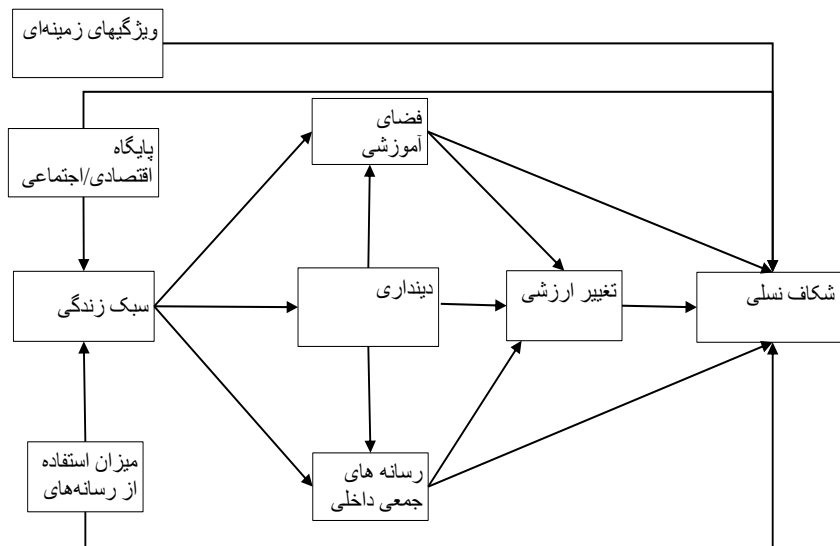 ویژگیهای زمینه‌ای
پایگاه
اقتصادی/اجتماعی
فضای
آموزشی
سبک زندگی
دینداری
تغییر ارزشی
شکاف نسلی
میزان استفاده
از رسانه‌های
رسانه های
جمعی داخلی